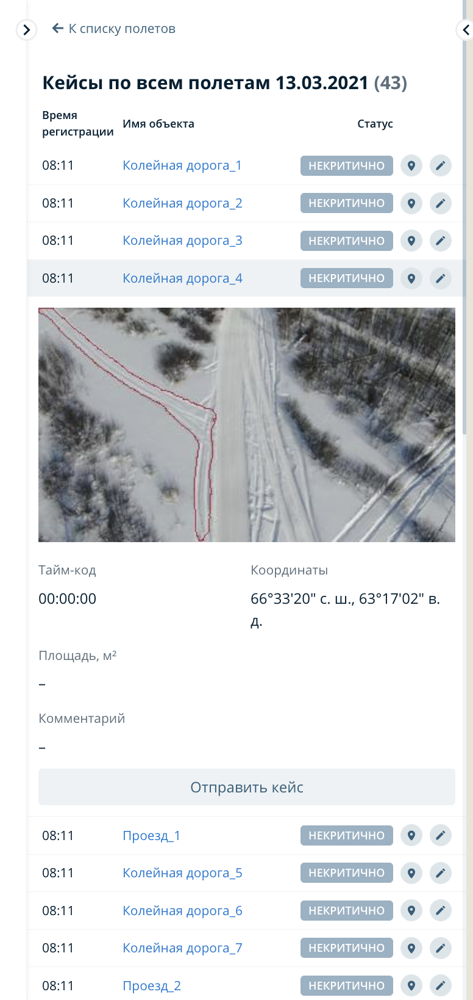 К списку полетов
Кейсы по всем полетам 13.03.2021 (43)
Время регистрации Имя объекта Статус
08:11 Колейная дорога_1 НЕКРИТИЧНО
08:11 Колейная дорога_2 НЕКРИТИЧНО
08:11 Колейная дорога_3 НЕКРИТИЧНО
08:11 Колейная дорога_4 НЕКРИТИЧНО
Тайм-код Координаты
00:00:00 66°33'20" с. ш., 63°17'02" в.
д.
Площадь, м²
–
Комментарий
–
Отправить кейс
08:11 Проезд_1 НЕКРИТИЧНО
08:11 Колейная дорога_5 НЕКРИТИЧНО
08:11 Колейная дорога_6 НЕКРИТИЧНО
08:11 Колейная дорога_7 НЕКРИТИЧНО
08:11 Проезд_2 НЕКРИТИЧНО